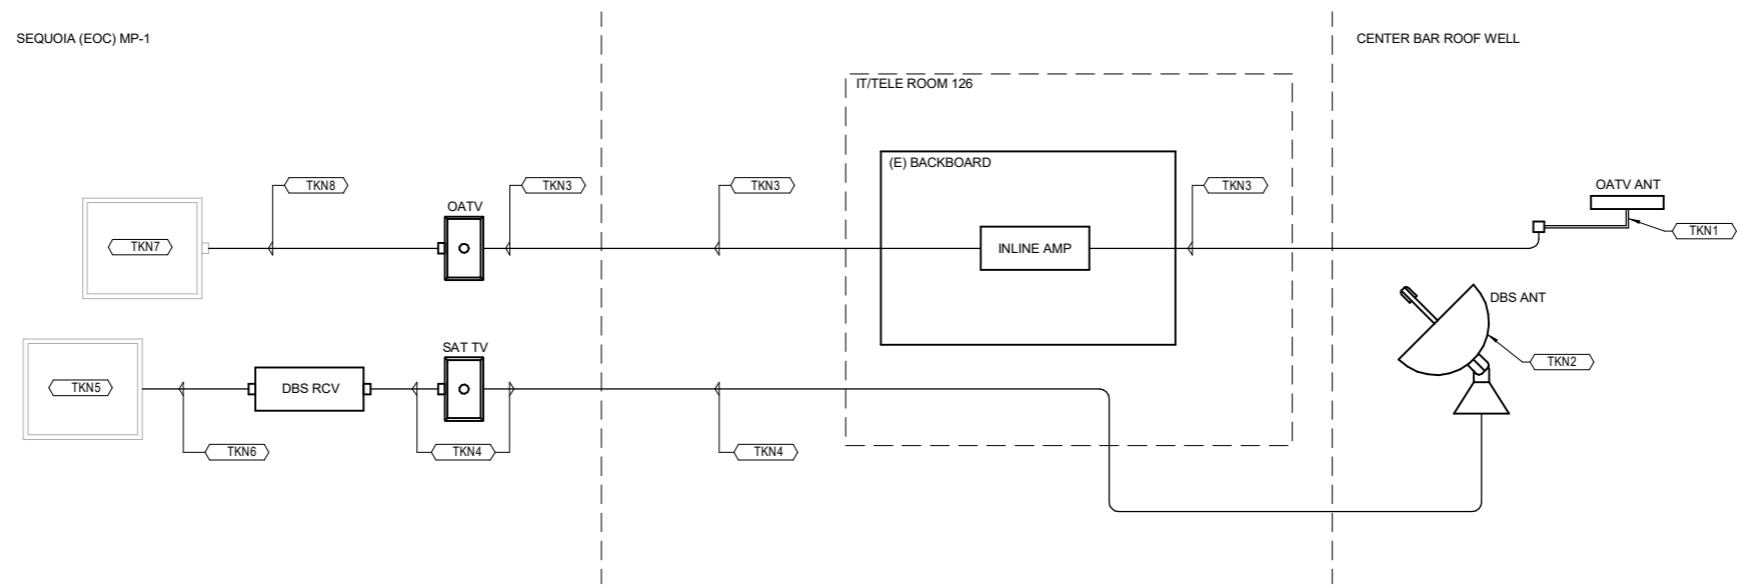 SEQUOIA (EOC) MP-1
CENTER BAR ROOF WELL
IT/TELE ROOM 126
(E) BACKBOARD
TKN8
TKN3
TKN3
TKN3
OATV ANT
OATV
TKN1
TKN7
INLINE AMP
DBS ANT
SAT TV
TKN2
TKN5
DBS RCV
TKN6
TKN4
TKN4